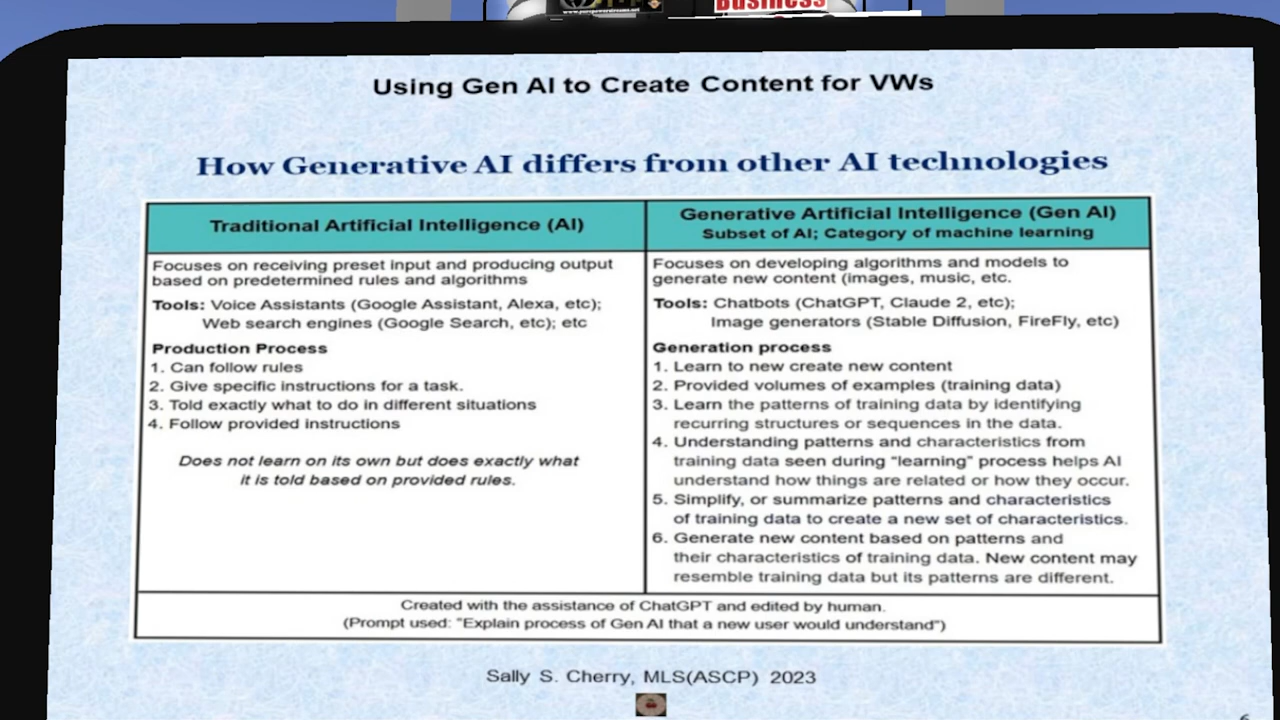 www.purepowerdreams.net
Business
Using Gen AI to Create Content for VWs
How Generative AI differs from other AI technologies
Traditional Artificial Intelligence (AI)
Focuses on receiving preset input and producing output
based on predetermined rules and algorithms
Tools: Voice Assistants (Google Assistant, Alexa, etc);
Web search engines (Google Search, etc); etc
Production Process
1. Can follow rules
2. Give specific instructions for a task.
3. Told exactly what to do in different situations
4. Follow provided instructions
Does not learn on its own but does exactly what
it is told based on provided rules.
Generative Artificial Intelligence (Gen AI)
Subset of AI; Category of machine learning
Focuses on developing algorithms and models to
generate new content (images, music, etc.
Tools: Chatbots (ChatGPT, Claude 2, etc);
Image generators (Stable Diffusion, FireFly, etc)
Generation process
1. Learn to new create new content
2. Provided volumes of examples (training data)
3. Learn the patterns of training data by identifying
recurring structures or sequences in the data.
4. Understanding patterns and characteristics from
training data seen during "learning" process helps AI
understand how things are related or how they occur.
5. Simplify, or summarize patterns and characteristics
of training data to create a new set of characteristics.
6. Generate new content based on patterns and
their characteristics of training data. New content may
resemble training data but its patterns are different.
Created with the assistance of ChatGPT and edited by human.
(Prompt used: "Explain process of Gen AI that a new user would understand")
Sally S. Cherry, MLS(ASCP) 2023